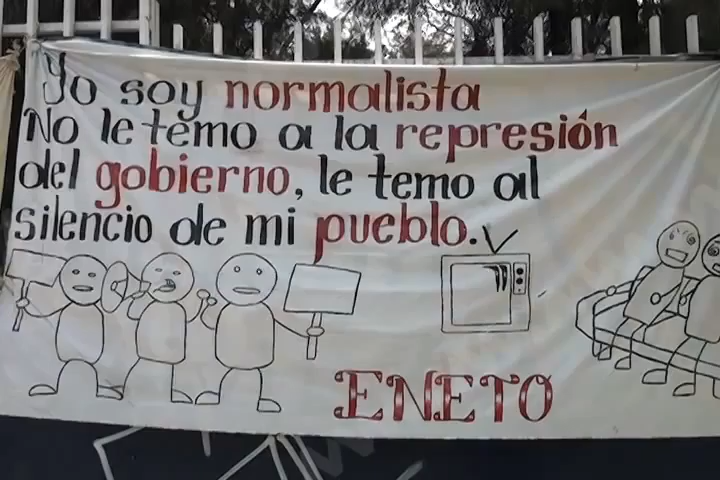 Yo soy normalista
No le temo a la represión
del gobierno, le temo al
silencio de mi pueblo.
ENETO